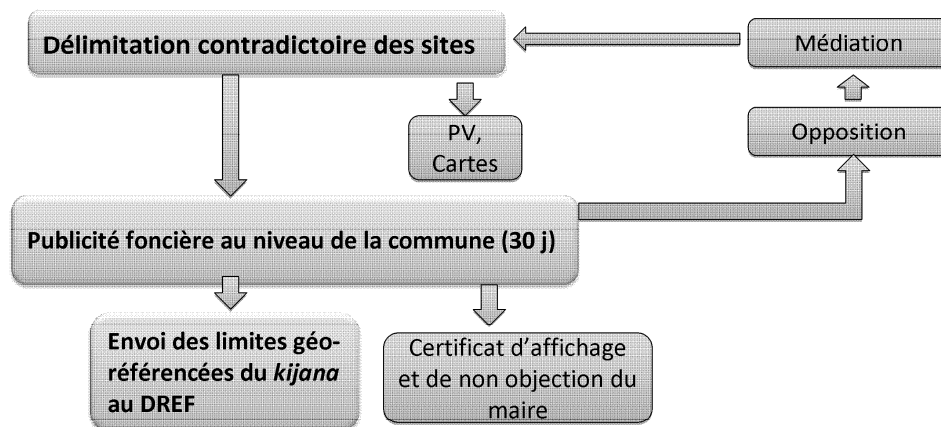 Délimitation contradictoire des sites
Médiation
PV,
Cartes
Opposition
Publicité foncière au niveau de la commune (30 j)
Envoi des limites géo-
référencées du kijana
au DREF
Certificat d’affichage
et de non objection du
maire